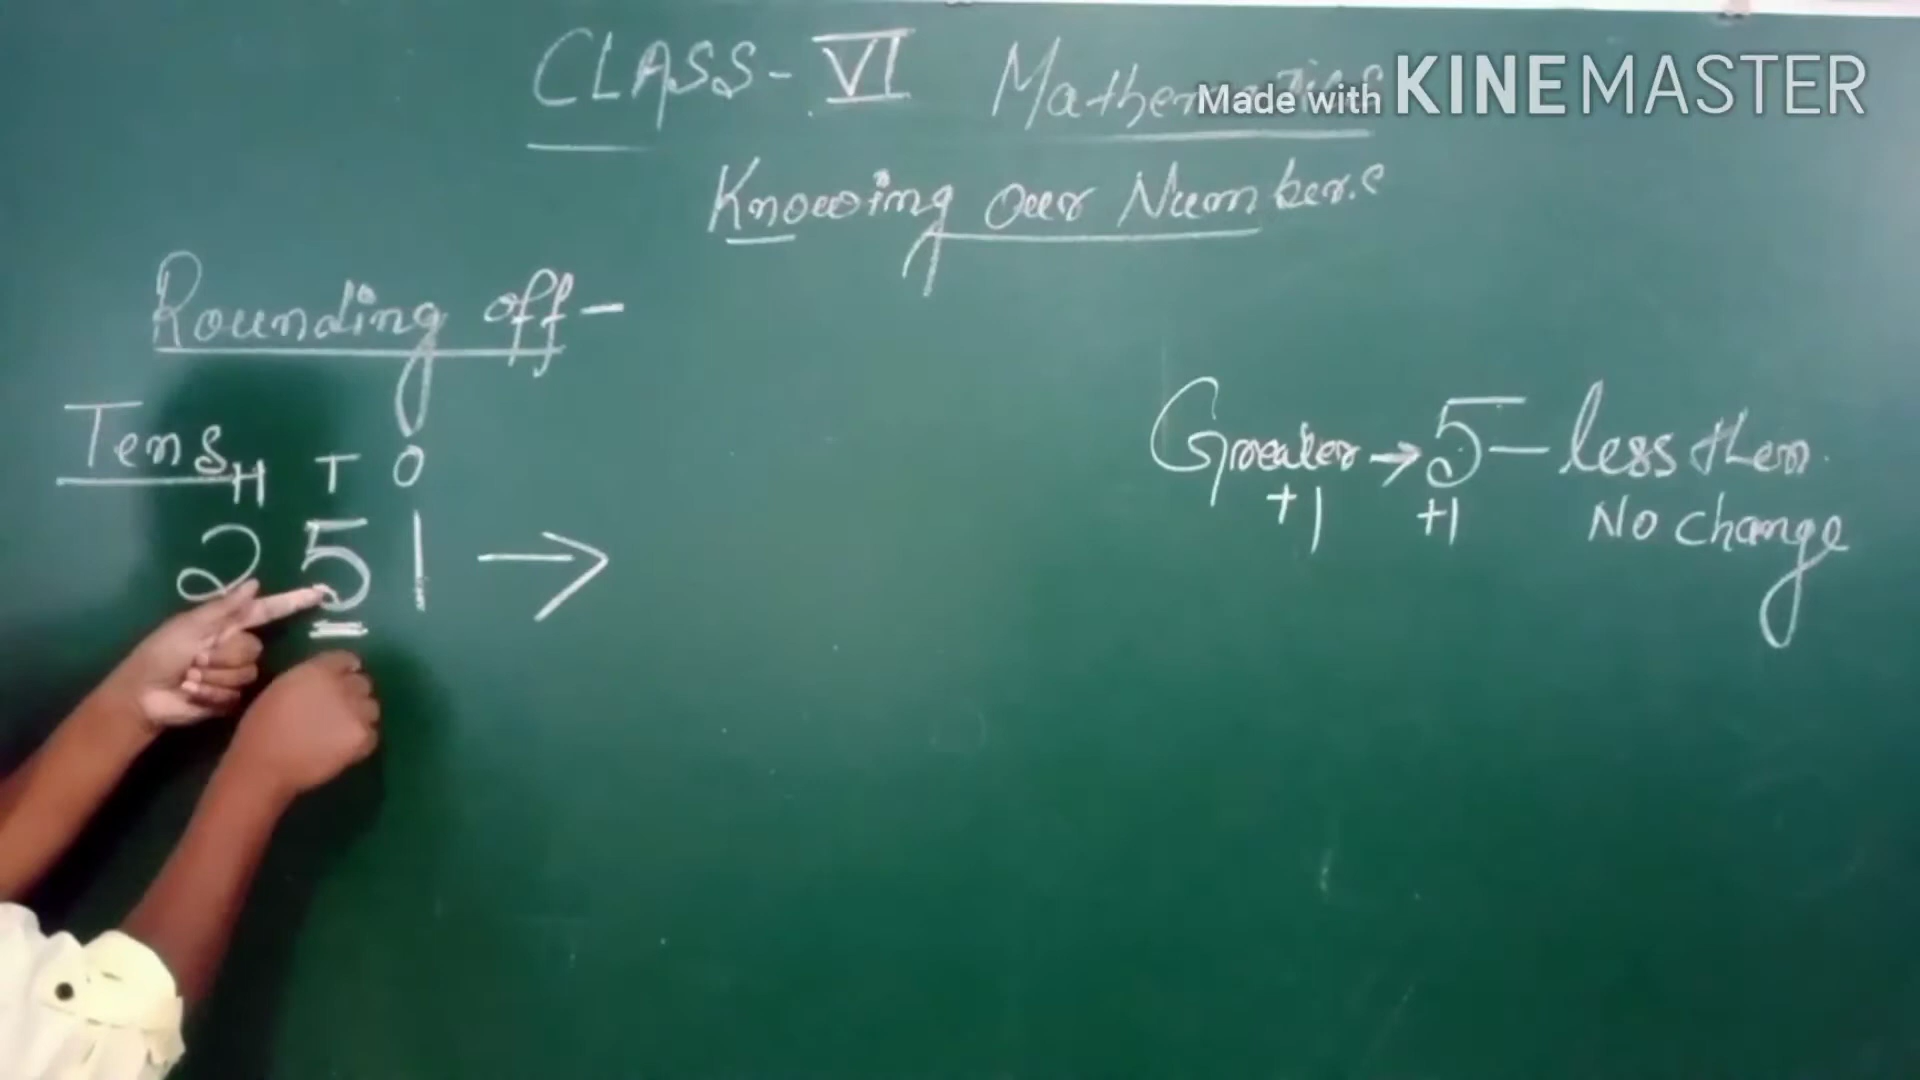 CLASS - VI Mathematics
Made with KINEMASTER
Knowing our Numbers
Rounding off -
Tens
H T O
2 5 1 →
Greater → 5 - less then
+1 +1 No change